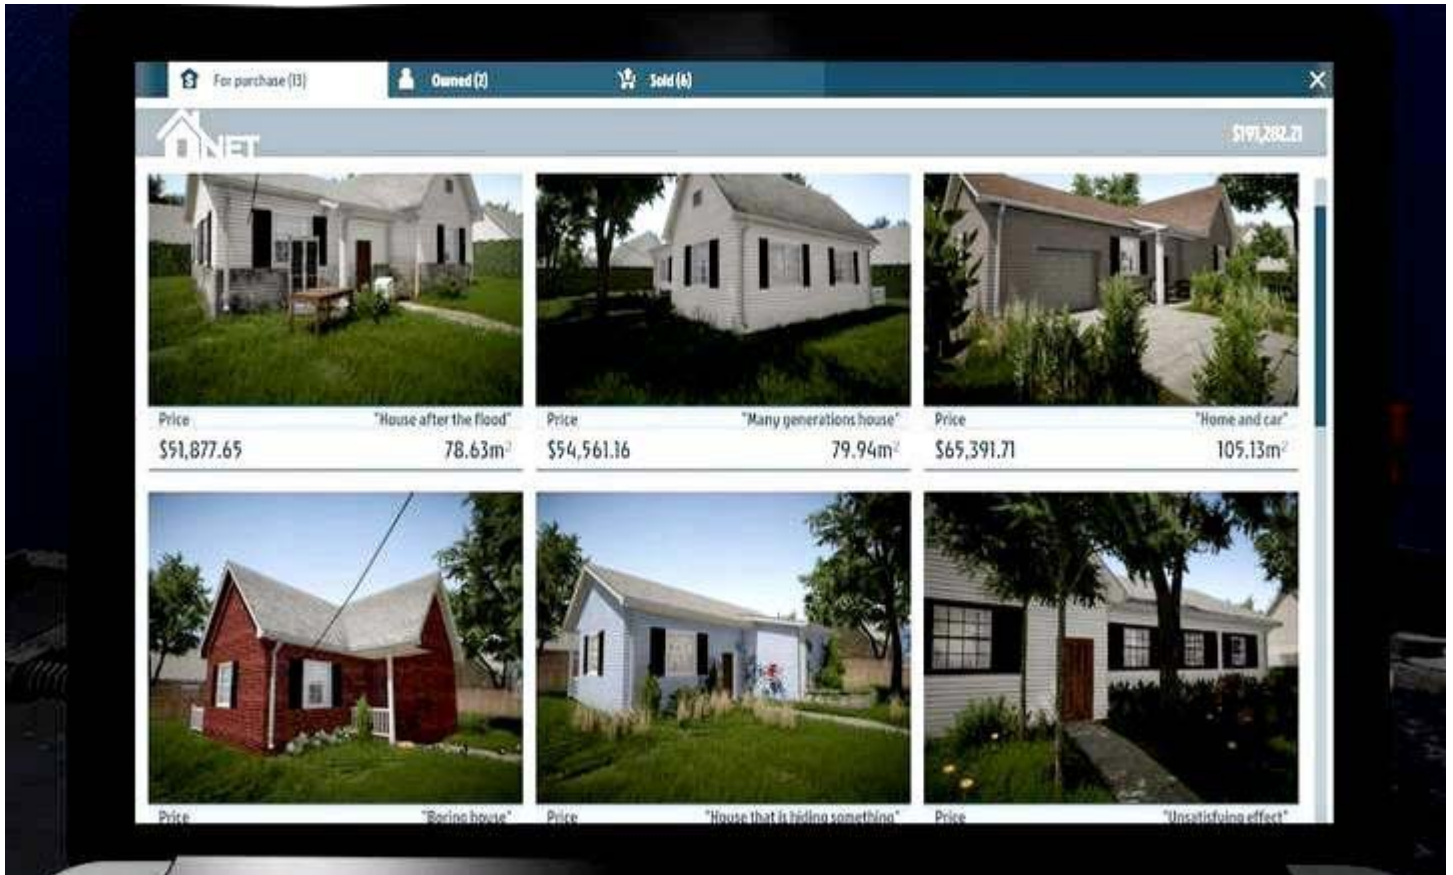 For purchase (13)
Owned (2)
Sold (6)
NET
$191,282.21
Price "House after the flood"
$51,877.65 78.63m²
Price "Many generations house"
$54,561.16 79.94m²
Price "Home and car"
$65,391.71 105.13m²
Price "Boring house"
Price "House that is hiding something"
Price "Unsatisfying effect"